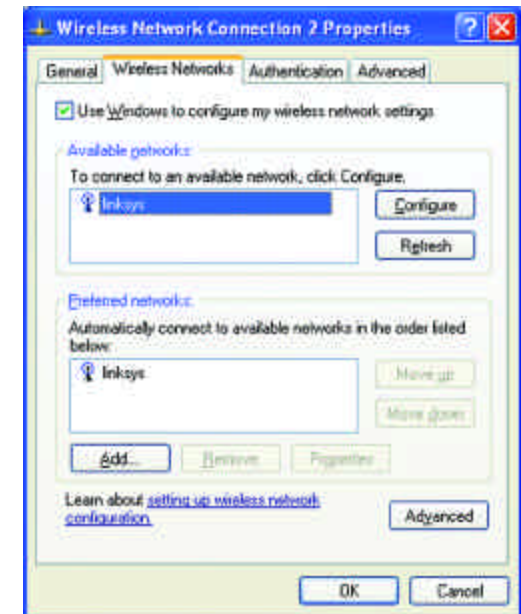 Wireless Network Connection 2 Properties
General Wireless Networks Authentication Advanced
Use Windows to configure my wireless network settings
Available networks:
To connect to an available network, click Configure.
linksys
Configure
Refresh
Preferred networks:
Automatically connect to available networks in the order listed
below:
linksys
Move up
Move down
Add... Remove Properties
Learn about setting up wireless network
configuration.
Advanced
OK Cancel